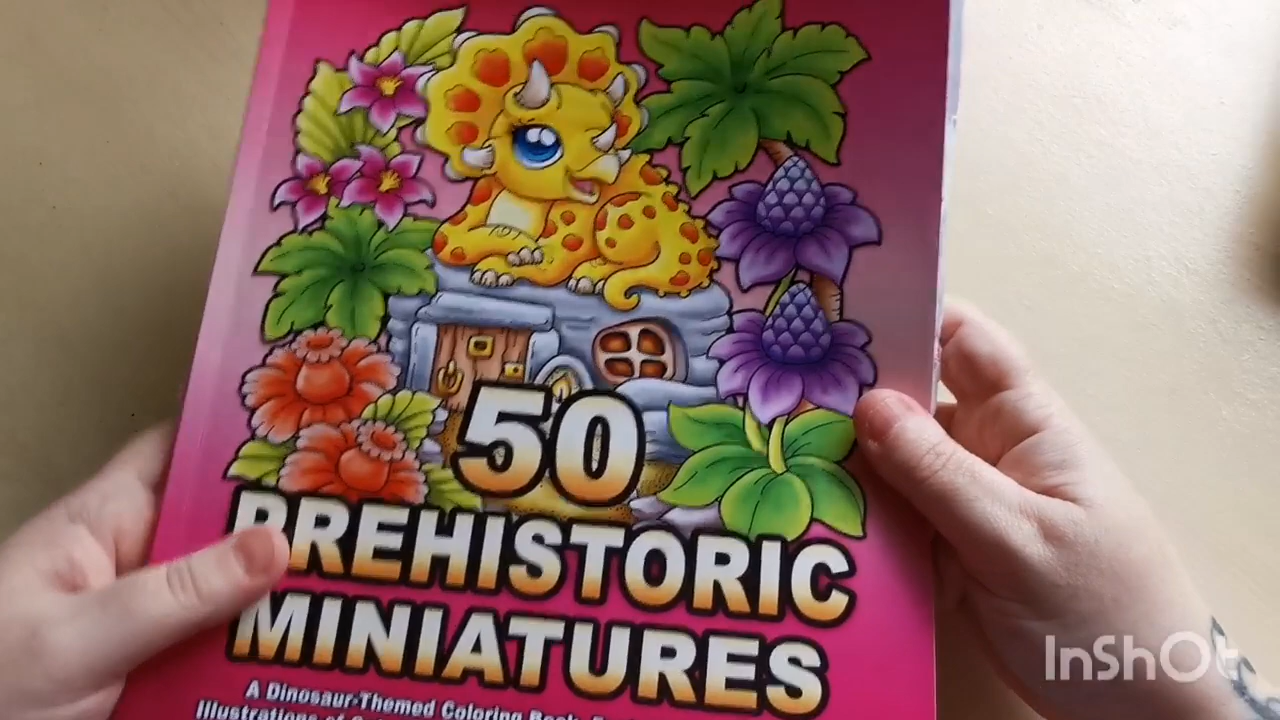 50
PREHISTORIC
MINIATURES
A Dinosaur-Themed Coloring Book
Illustrations of
InShOt